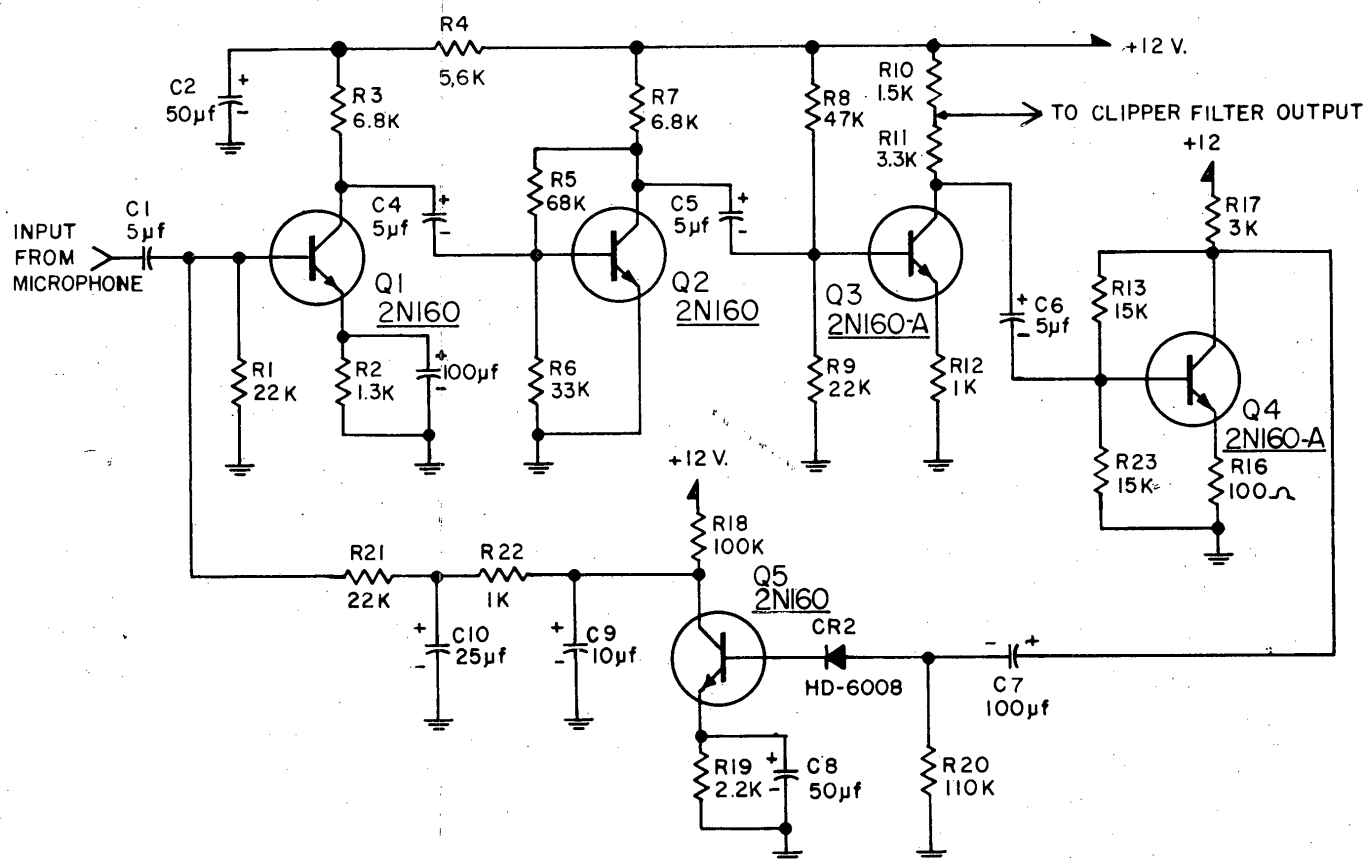 R4
5,6K
+12 V.
C2
50µf
+
-
R3
6.8K
R7
6.8K
R8
47K
R10
1.5K
TO CLIPPER FILTER OUTPUT
R11
3.3K
+12
R5
68K
C4
5µf
+
-
C5
5µf
+
-
R17
3K
C1
5µf
INPUT
FROM
MICROPHONE
Q1
2N160
Q2
2N160
Q3
2N160-A
+
-
C6
5µf
R13
15K
R1
22K
R2
1.3K
+
-
100µf
R6
33K
R9
22K
R12
1K
Q4
2N160-A
R23
15K
R16
100Ω
+12 V.
R18
100K
R21
22K
R22
1K
Q5
2N160
+
-
C10
25µf
+
-
C9
10µf
CR2
HD-6008
-
+
C7
100µf
R19
2.2K
+
-
C8
50µf
R20
110K